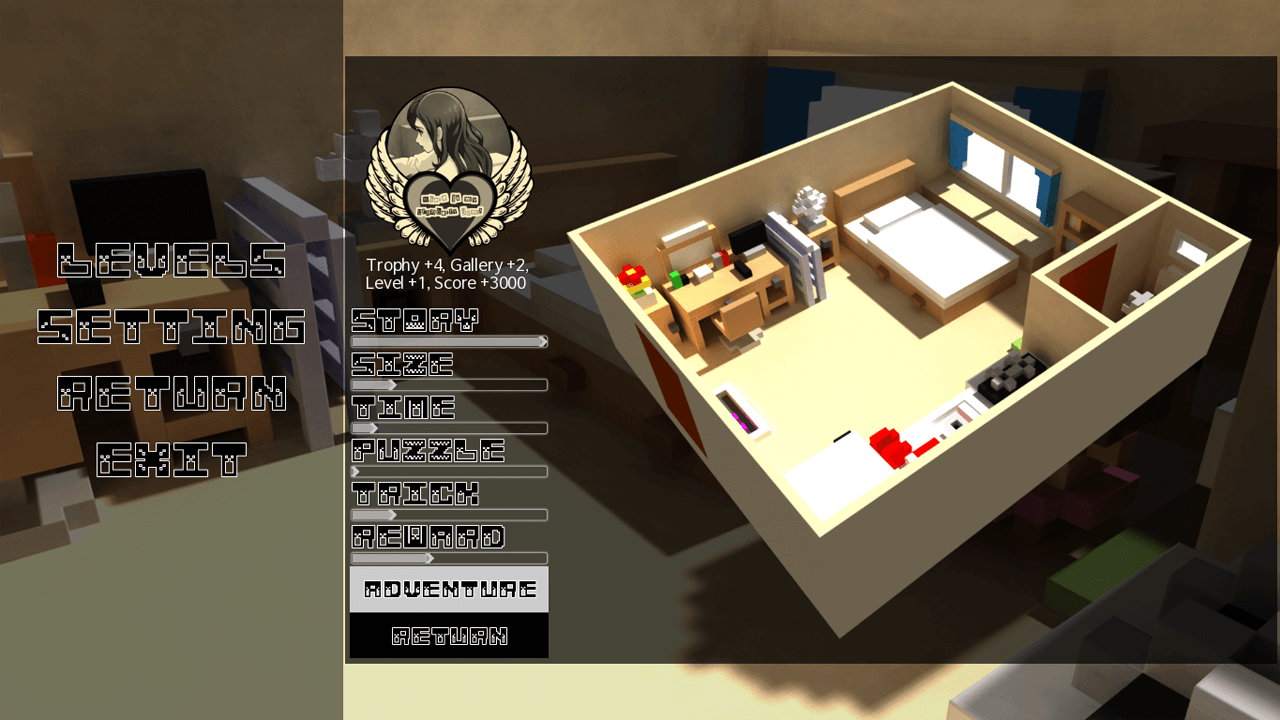 LEVELS
SETTING
RETURN
EXIT
Trophy +4, Gallery +2,
Level +1, Score +3000
STORY
SIZE
TIME
PUZZLE
TRICK
REWARD
ADVENTURE
RETURN